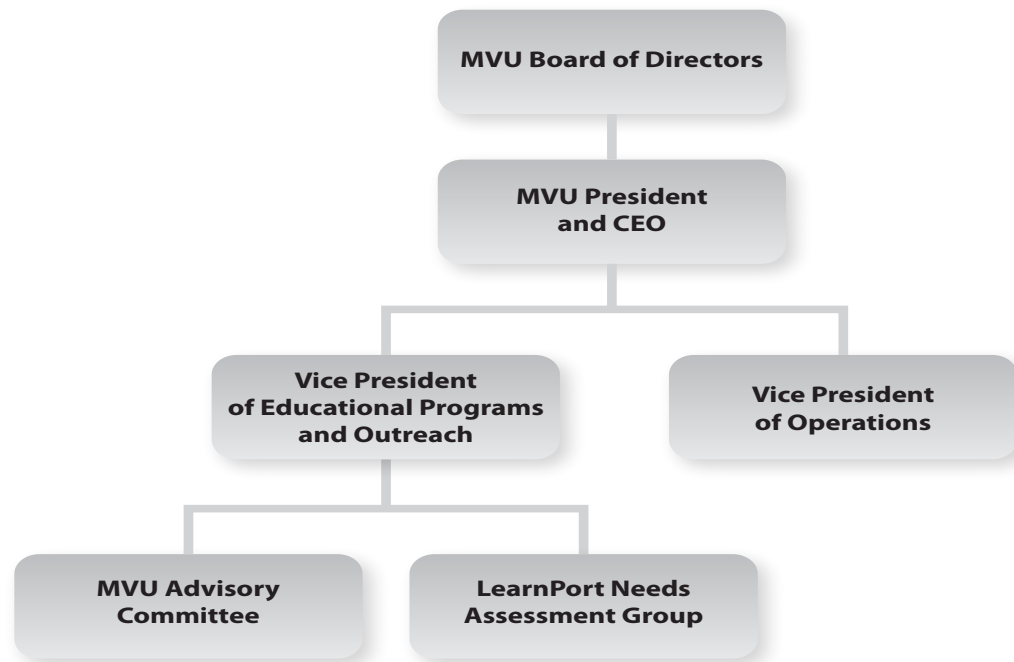 MVU Board of Directors
MVU President
and CEO
Vice President
of Educational Programs
and Outreach
Vice President
of Operations
MVU Advisory
Committee
LearnPort Needs
Assessment Group